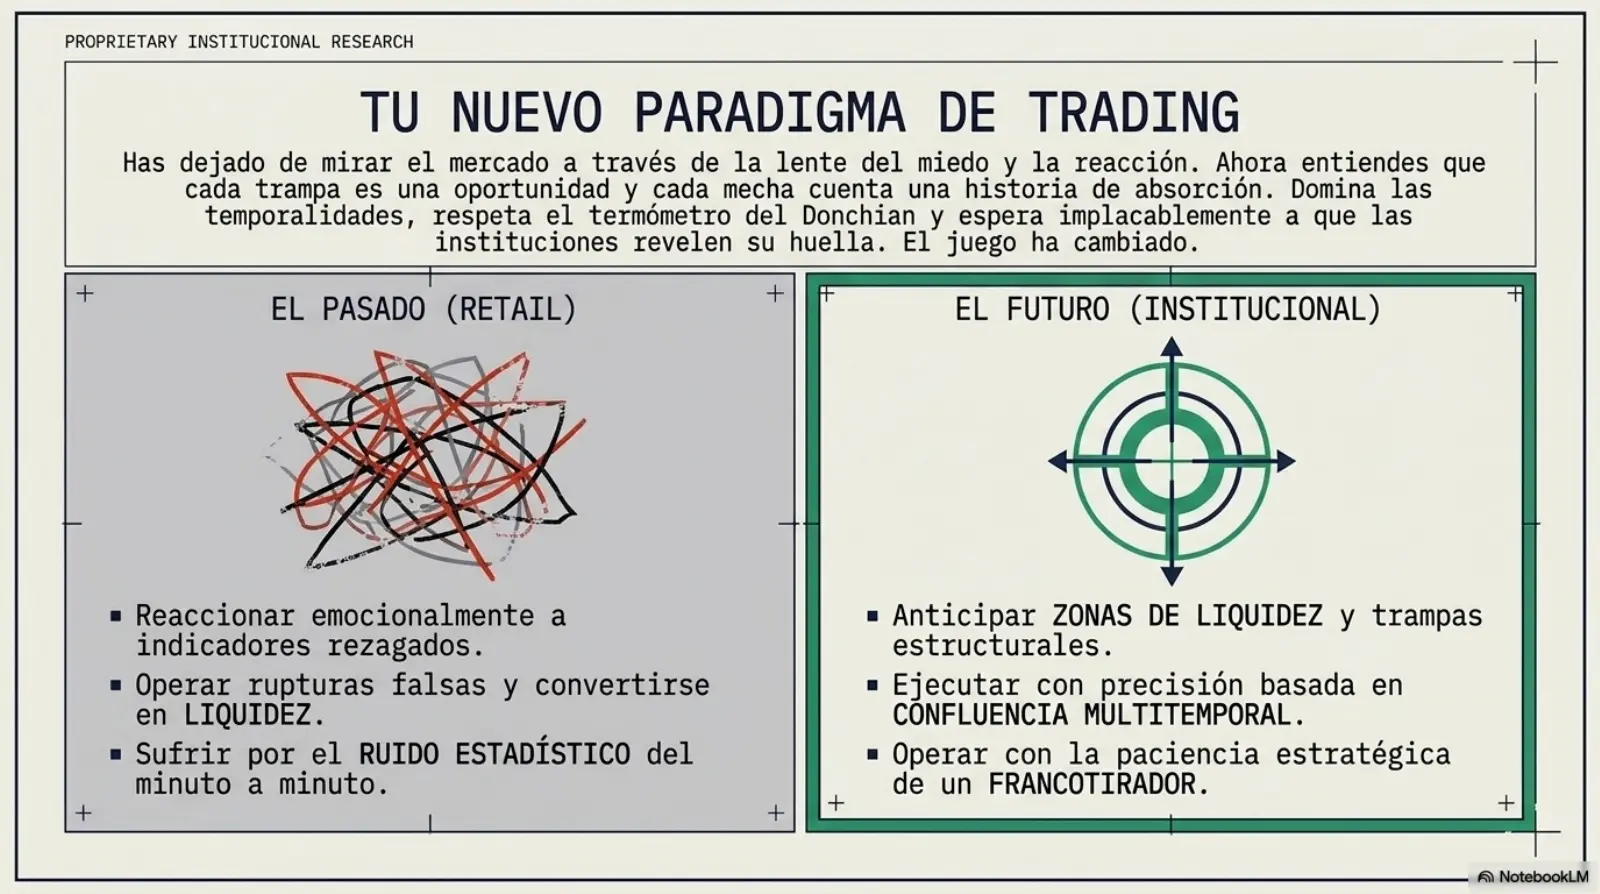 PROPRIETARY INSTITUCIONAL RESEARCH
TU NUEVO PARADIGMA DE TRADING
Has dejado de mirar el mercado a través de la lente del miedo y la reacción. Ahora entiendes que
cada trampa es una oportunidad y cada mecha cuenta una historia de absorción. Domina las
temporalidades, respeta el termómetro del Donchian y espera implacablemente a que las
instituciones revelen su huella. El juego ha cambiado.
EL PASADO (RETAIL)
▪ Reaccionar emocionalmente a
indicadores rezagados.
▪ Operar rupturas falsas y convertirse
en LIQUIDEZ.
▪ Sufrir por el RUIDO ESTADÍSTICO del
minuto a minuto.
EL FUTURO (INSTITUCIONAL)
▪ Anticipar ZONAS DE LIQUIDEZ y trampas
estructurales.
▪ Ejecutar con precisión basada en
CONFLUENCIA MULTITEMPORAL.
▪ Operar con la paciencia estratégica
de un FRANCOTIRADOR.
NotebookLM